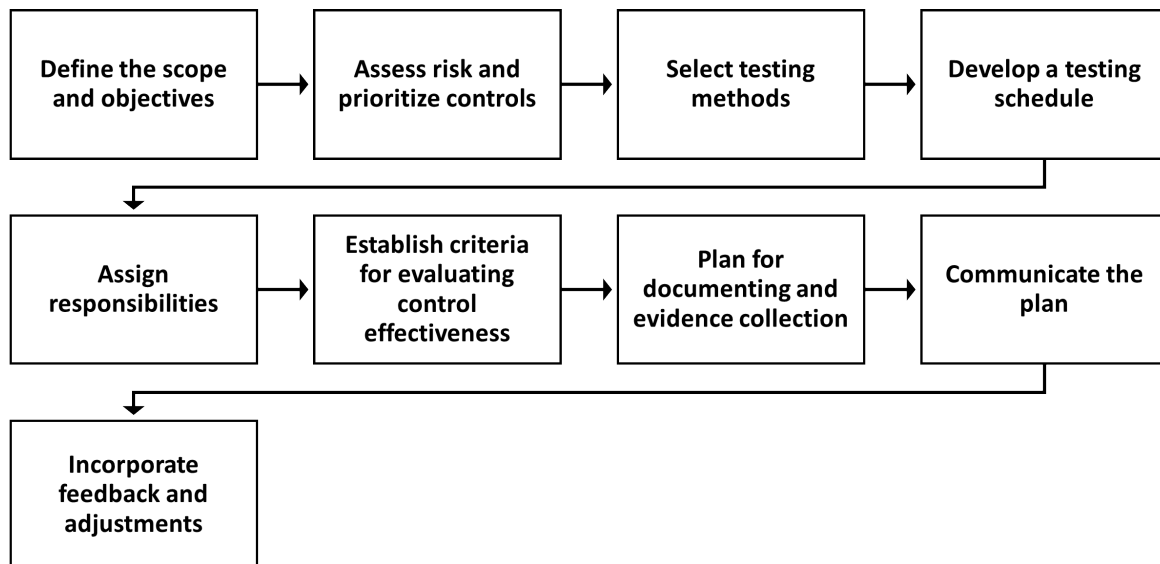 Define the scope
and objectives
Assess risk and
prioritize controls
Select testing
methods
Develop a testing
schedule
Assign
responsibilities
Establish criteria
for evaluating
control
effectiveness
Plan for
documenting and
evidence collection
Communicate the
plan
Incorporate
feedback and
adjustments